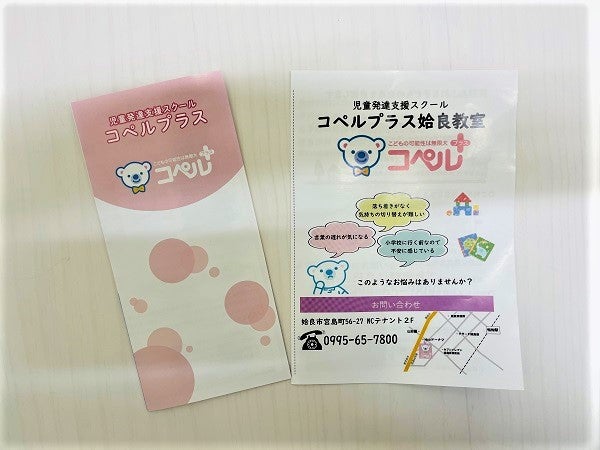 児童発達支援スクール
コペルプラス
こどもの可能性は無限大
コペル
児童発達支援スクール
コペルプラス姶良教室
こどもの可能性は無限大
プラス
コペル
落ち着きがなく
気持ちの切り替えが難しい
言葉の遅れが気になる
小学校に行く前なので
不安に感じている
このようなお悩みはありませんか？
お問い合わせ
姶良市宮島町56-27 MCテナント2F
0995-65-7800